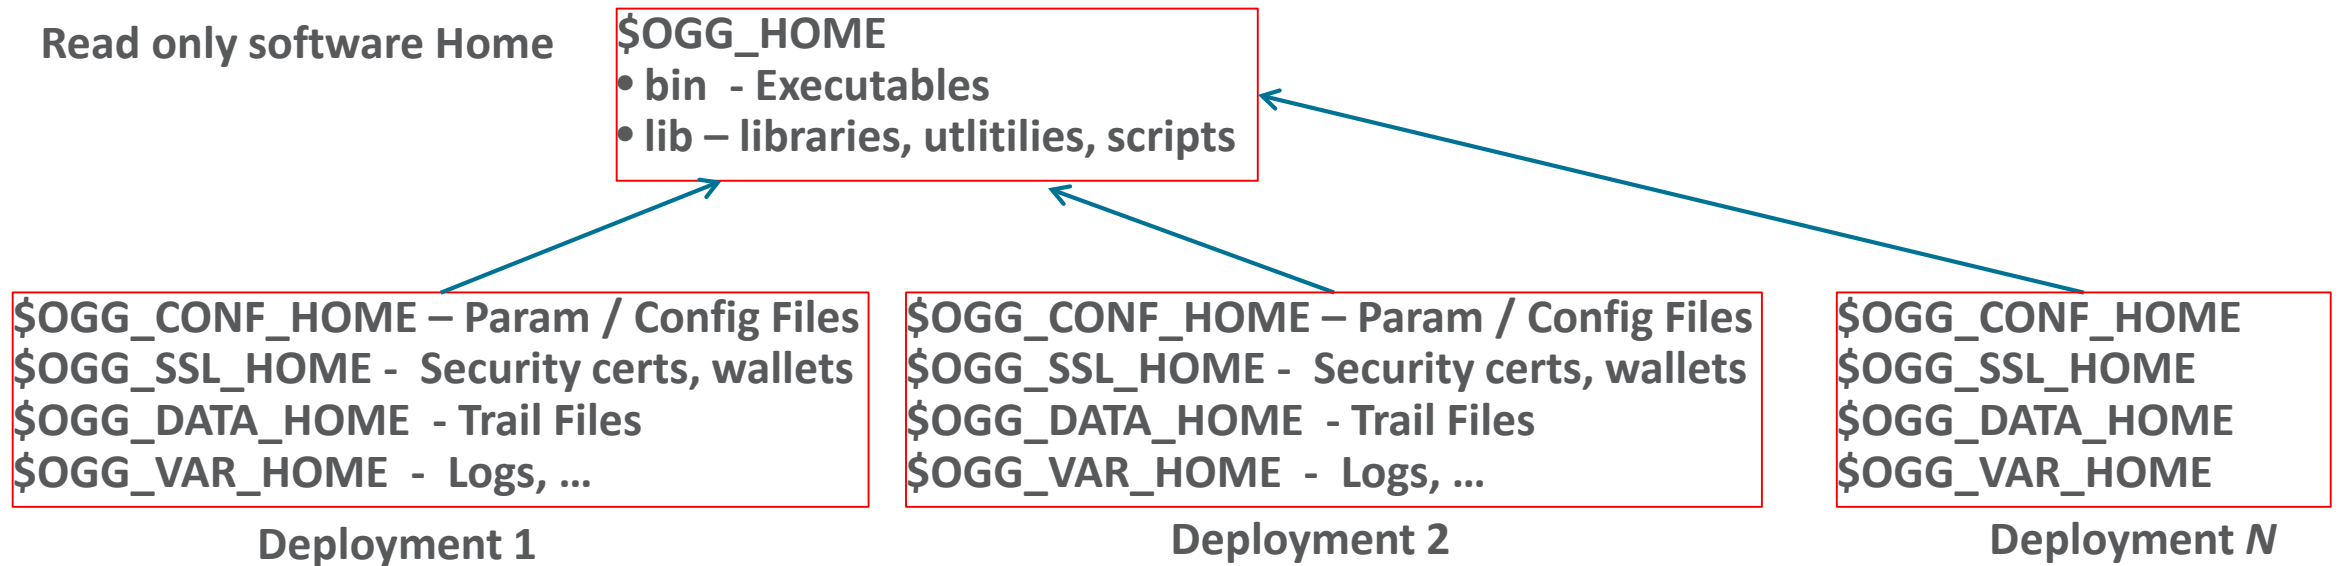 Read only software Home
$OGG_HOME
• bin - Executables
• lib – libraries, utlitilies, scripts
$OGG_CONF_HOME – Param / Config Files
$OGG_SSL_HOME - Security certs, wallets
$OGG_DATA_HOME - Trail Files
$OGG_VAR_HOME - Logs, ...
Deployment 1
$OGG_CONF_HOME – Param / Config Files
$OGG_SSL_HOME - Security certs, wallets
$OGG_DATA_HOME - Trail Files
$OGG_VAR_HOME - Logs, ...
Deployment 2
$OGG_CONF_HOME
$OGG_SSL_HOME
$OGG_DATA_HOME
$OGG_VAR_HOME
Deployment N